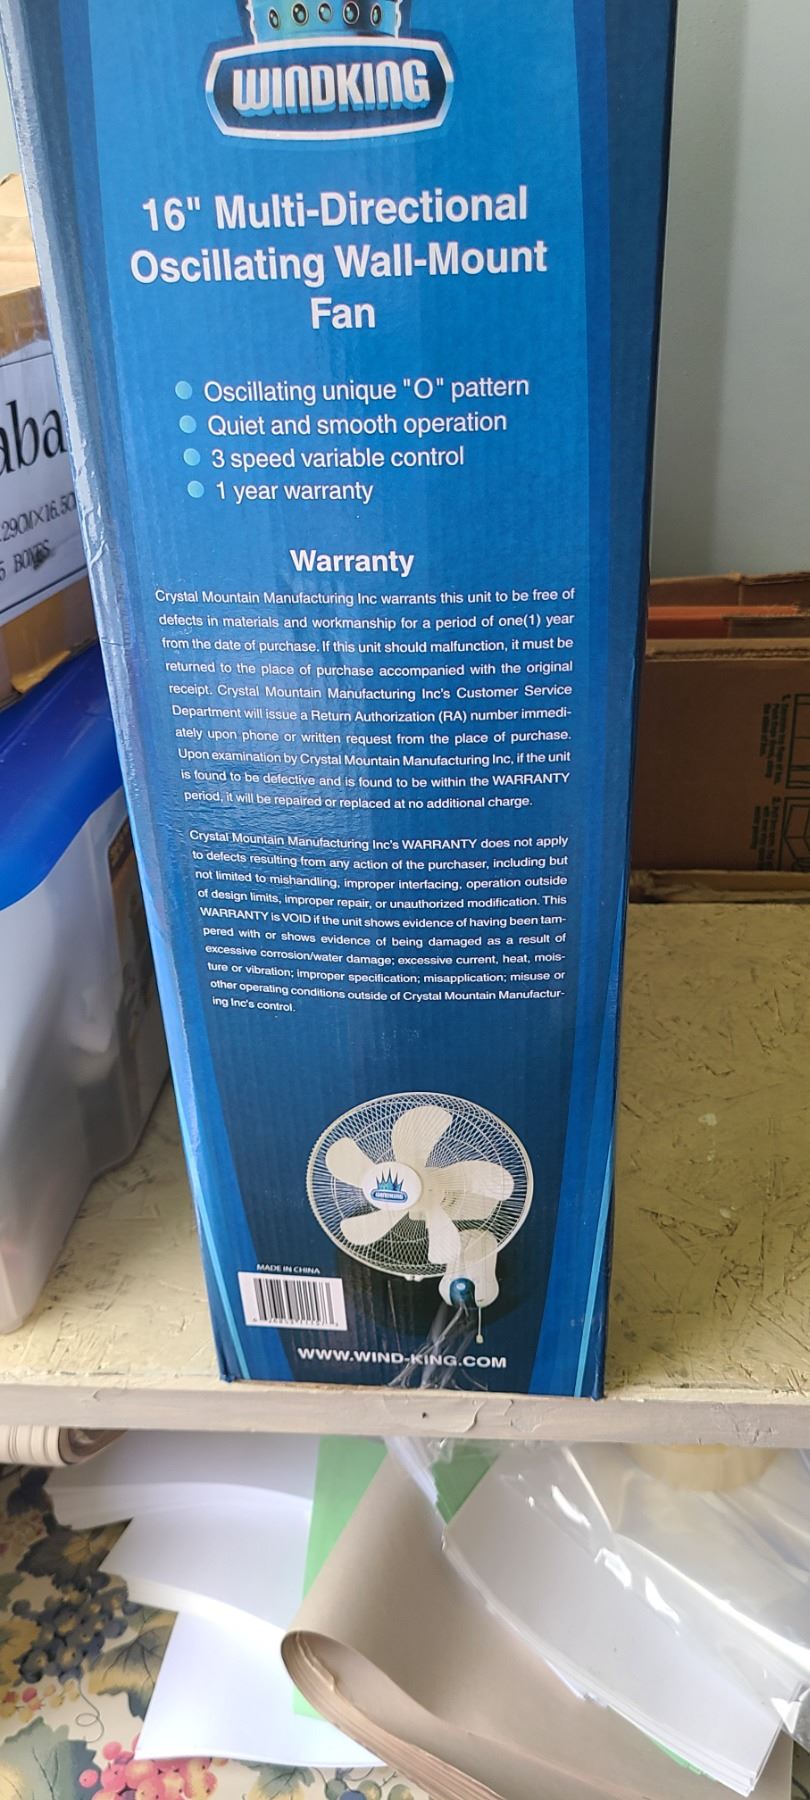 WINDKING
16" Multi-Directional
Oscillating Wall-Mount
Fan
Oscillating unique "O" pattern
Quiet and smooth operation
3 speed variable control
1 year warranty
Warranty
Crystal Mountain Manufacturing Inc warrants this unit to be free of
defects in materials and workmanship for a period of one(1) year
from the date of purchase. If this unit should malfunction, it must be
returned to the place of purchase accompanied with the original
receipt. Crystal Mountain Manufacturing Inc's Customer Service
Department will issue a Return Authorization (RA) number immedi-
ately upon phone or written request from the place of purchase.
Upon examination by Crystal Mountain Manufacturing Inc, if the unit
is found to be defective and is found to be within the WARRANTY
period, it will be repaired or replaced at no additional charge.
Crystal Mountain Manufacturing Inc's WARRANTY does not apply
to defects resulting from any action of the purchaser, including but
not limited to mishandling, improper interfacing, operation outside
of design limits, improper repair, or unauthorized modification. This
WARRANTY is VOID if the unit shows evidence of having been tam-
pered with or shows evidence of being damaged as a result of
excessive corrosion/water damage; excessive current, heat, mois-
ture or vibration; improper specification; misapplication; misuse or
other operating conditions outside of Crystal Mountain Manufactur-
ing Inc's control.
WINDKING
MADE IN CHINA
WWW.WIND-KING.COM
aba